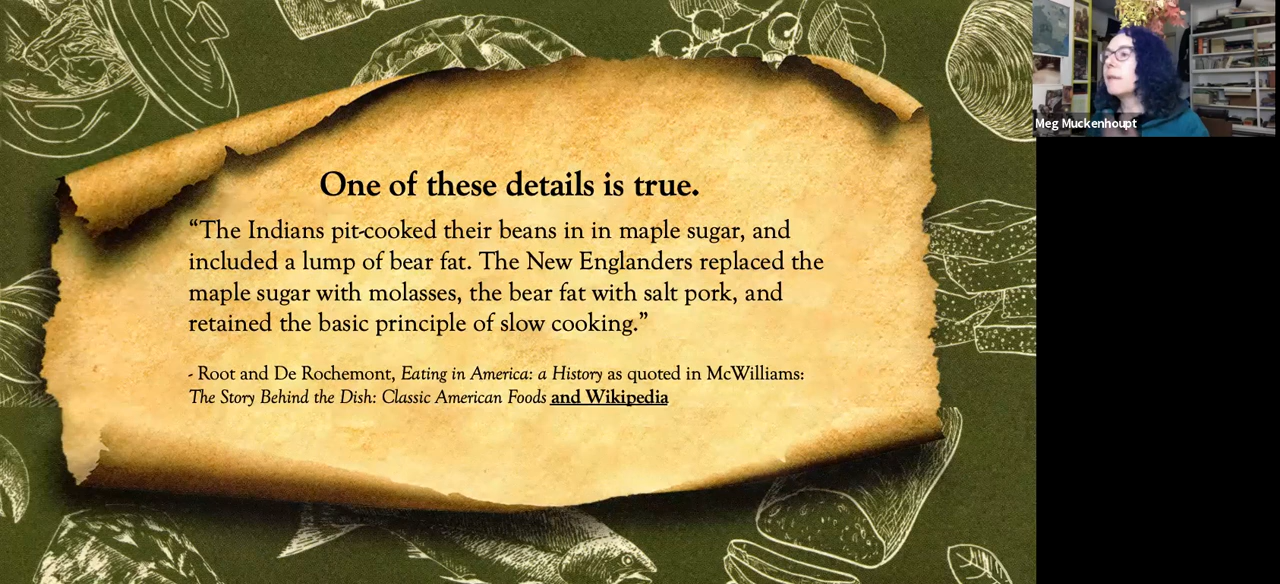 One of these details is true.
“The Indians pit-cooked their beans in in maple sugar, and
included a lump of bear fat. The New Englanders replaced the
maple sugar with molasses, the bear fat with salt pork, and
retained the basic principle of slow cooking.”
- Root and De Rochemont, Eating in America: a History as quoted in McWilliams:
The Story Behind the Dish: Classic American Foods and Wikipedia
Meg Muckenhoupt